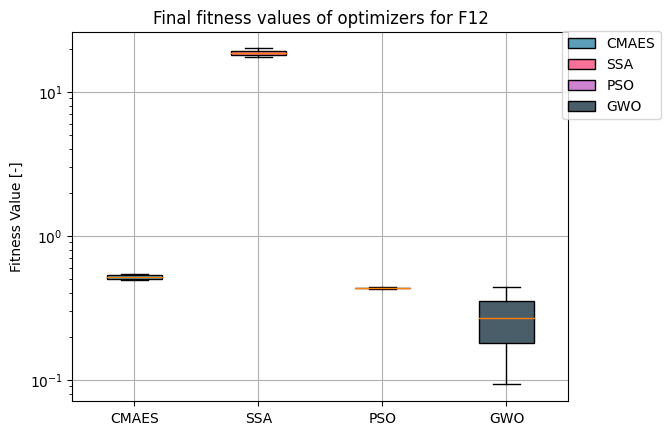 Final fitness values of optimizers for F12
CMAES
SSA
PSO
GWO
Fitness Value [-]
10¹
10⁰
10⁻¹
CMAES SSA PSO GWO